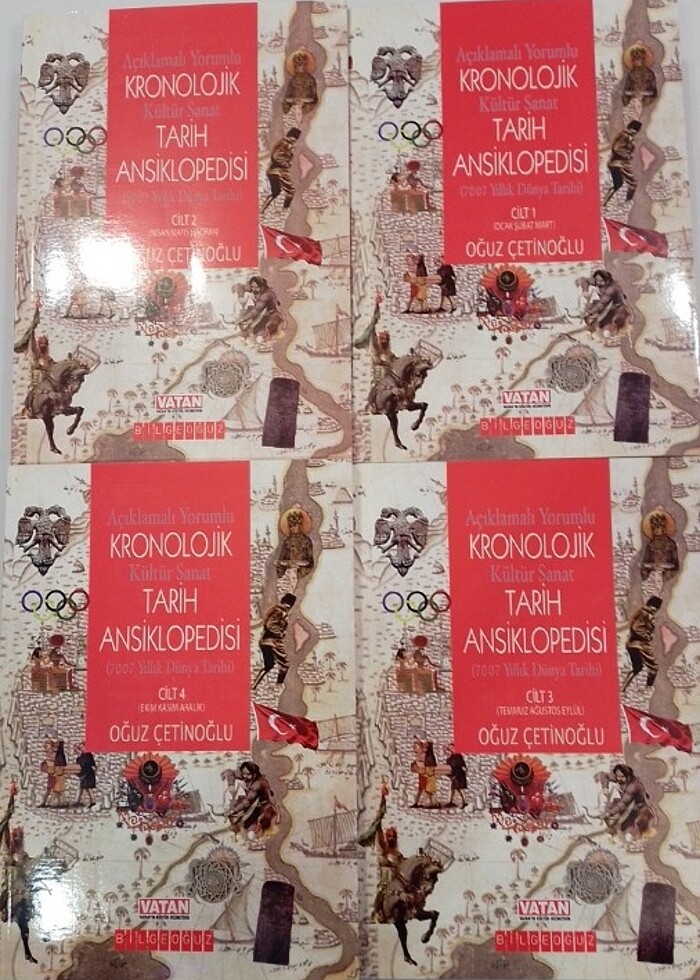 Açıklamalı Yorumlu
KRONOLOJİK
Kültür Sanat
TARİH
ANSİKLOPEDİSİ
(7007 Yıllık Dünya Tarihi)
CİLT 2
(NİSAN MAYIS HAZİRAN)
OĞUZ ÇETİNOĞLU
VATAN
BİLGEOĞUZ
Açıklamalı Yorumlu
KRONOLOJİK
Kültür Sanat
TARİH
ANSİKLOPEDİSİ
(7007 Yıllık Dünya Tarihi)
CİLT 1
(OCAK ŞUBAT MART)
OĞUZ ÇETİNOĞLU
VATAN
BİLGEOĞUZ
Açıklamalı Yorumlu
KRONOLOJİK
Kültür Sanat
TARİH
ANSİKLOPEDİSİ
(7007 Yıllık Dünya Tarihi)
CİLT 4
(EKİM KASIM ARALIK)
OĞUZ ÇETİNOĞLU
VATAN
BİLGEOĞUZ
Açıklamalı Yorumlu
KRONOLOJİK
Kültür Sanat
TARİH
ANSİKLOPEDİSİ
(7007 Yıllık Dünya Tarihi)
CİLT 3
(TEMMUZ AĞUSTOS EYLÜL)
OĞUZ ÇETİNOĞLU
VATAN
BİLGEOĞUZ